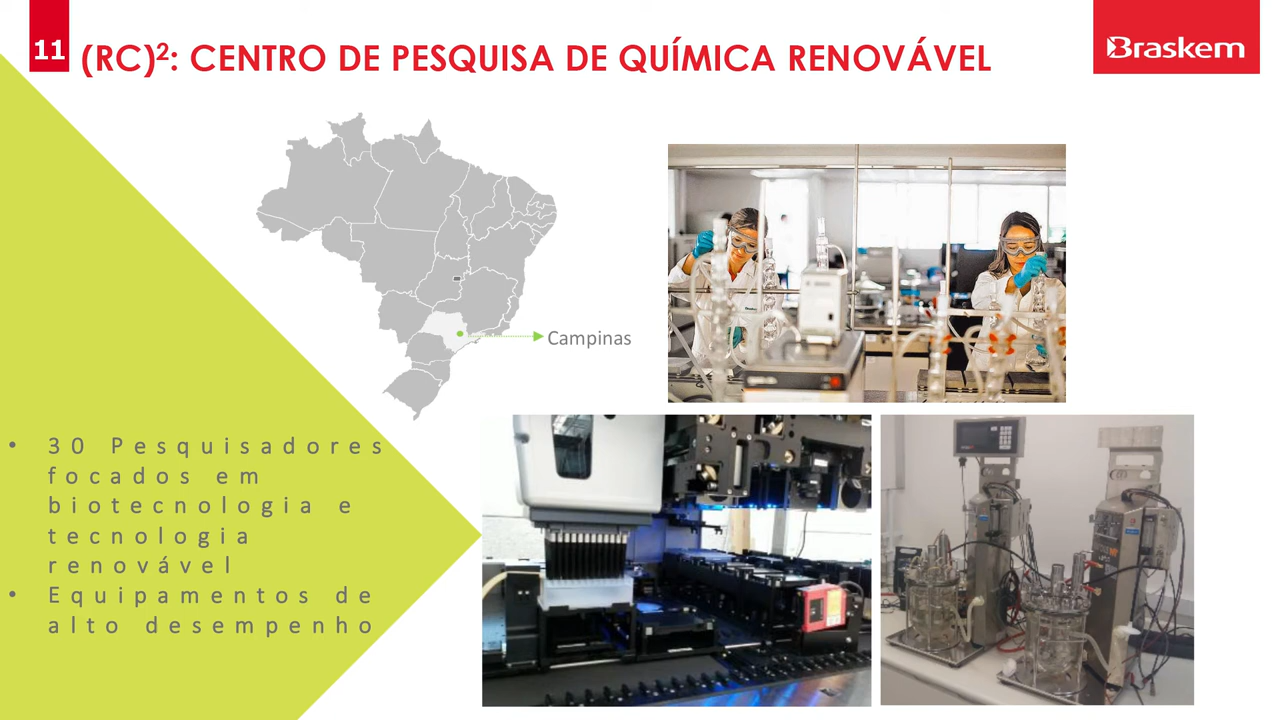 11
(RC)²: CENTRO DE PESQUISA DE QUÍMICA RENOVÁVEL
Braskem
Campinas
• 30 Pesquisadores
focados em
biotecnologia e
tecnologia
renovável
• Equipamentos de
alto desempenho